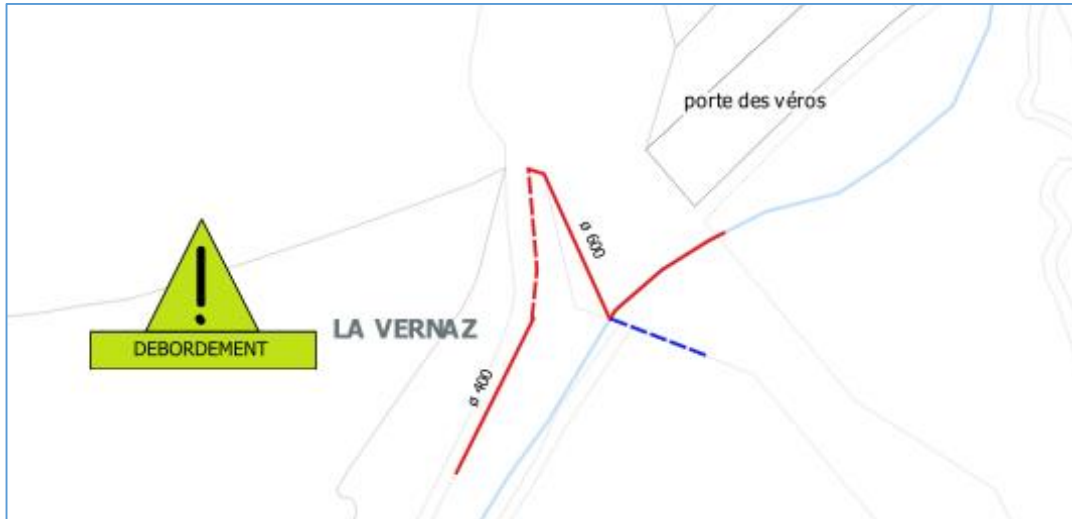 porte des véros
ø 600
!
LA VERNAZ
DEBORDEMENT
ø 400